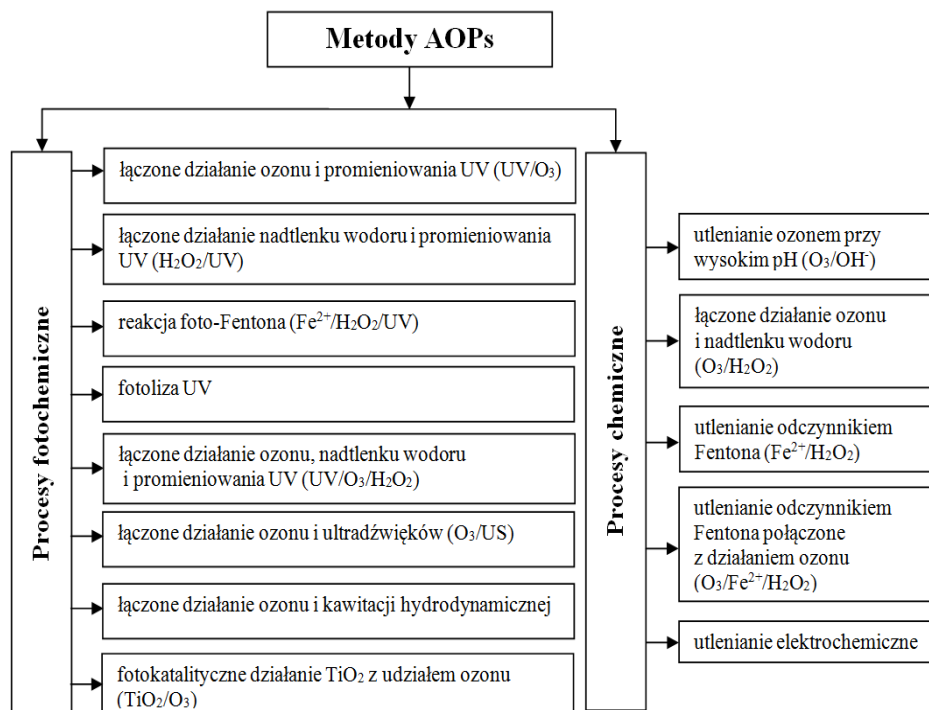 Metody AOPs
Procesy fotochemiczne
łączone działanie ozonu i promieniowania UV (UV/O₃)
łączone działanie nadtlenku wodoru i promieniowania
UV (H₂O₂/UV)
reakcja foto-Fentona (Fe²⁺/H₂O₂/UV)
fotoliza UV
łączone działanie ozonu, nadtlenku wodoru
i promieniowania UV (UV/O₃/H₂O₂)
łączone działanie ozonu i ultradźwięków (O₃/US)
łączone działanie ozonu i kawitacji hydrodynamicznej
fotokatalityczne działanie TiO₂ z udziałem ozonu
(TiO₂/O₃)
Procesy chemiczne
utlenianie ozonem przy
wysokim pH (O₃/OH⁻)
łączone działanie ozonu
i nadtlenku wodoru
(O₃/H₂O₂)
utlenianie odczynnikiem
Fentona (Fe²⁺/H₂O₂)
utlenianie odczynnikiem
Fentona połączone
z działaniem ozonu
(O₃/Fe²⁺/H₂O₂)
utlenianie elektrochemiczne